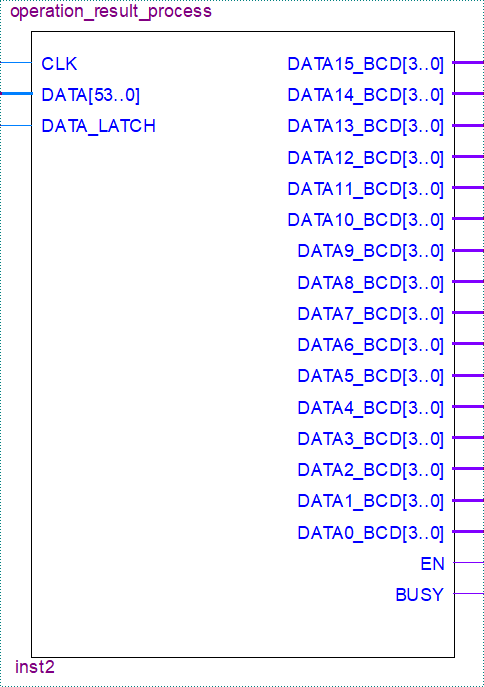 operation_result_process
CLK DATA15_BCD[3..0]
DATA[53..0] DATA14_BCD[3..0]
DATA_LATCH DATA13_BCD[3..0]
DATA12_BCD[3..0]
DATA11_BCD[3..0]
DATA10_BCD[3..0]
DATA9_BCD[3..0]
DATA8_BCD[3..0]
DATA7_BCD[3..0]
DATA6_BCD[3..0]
DATA5_BCD[3..0]
DATA4_BCD[3..0]
DATA3_BCD[3..0]
DATA2_BCD[3..0]
DATA1_BCD[3..0]
DATA0_BCD[3..0]
EN
BUSY
inst2